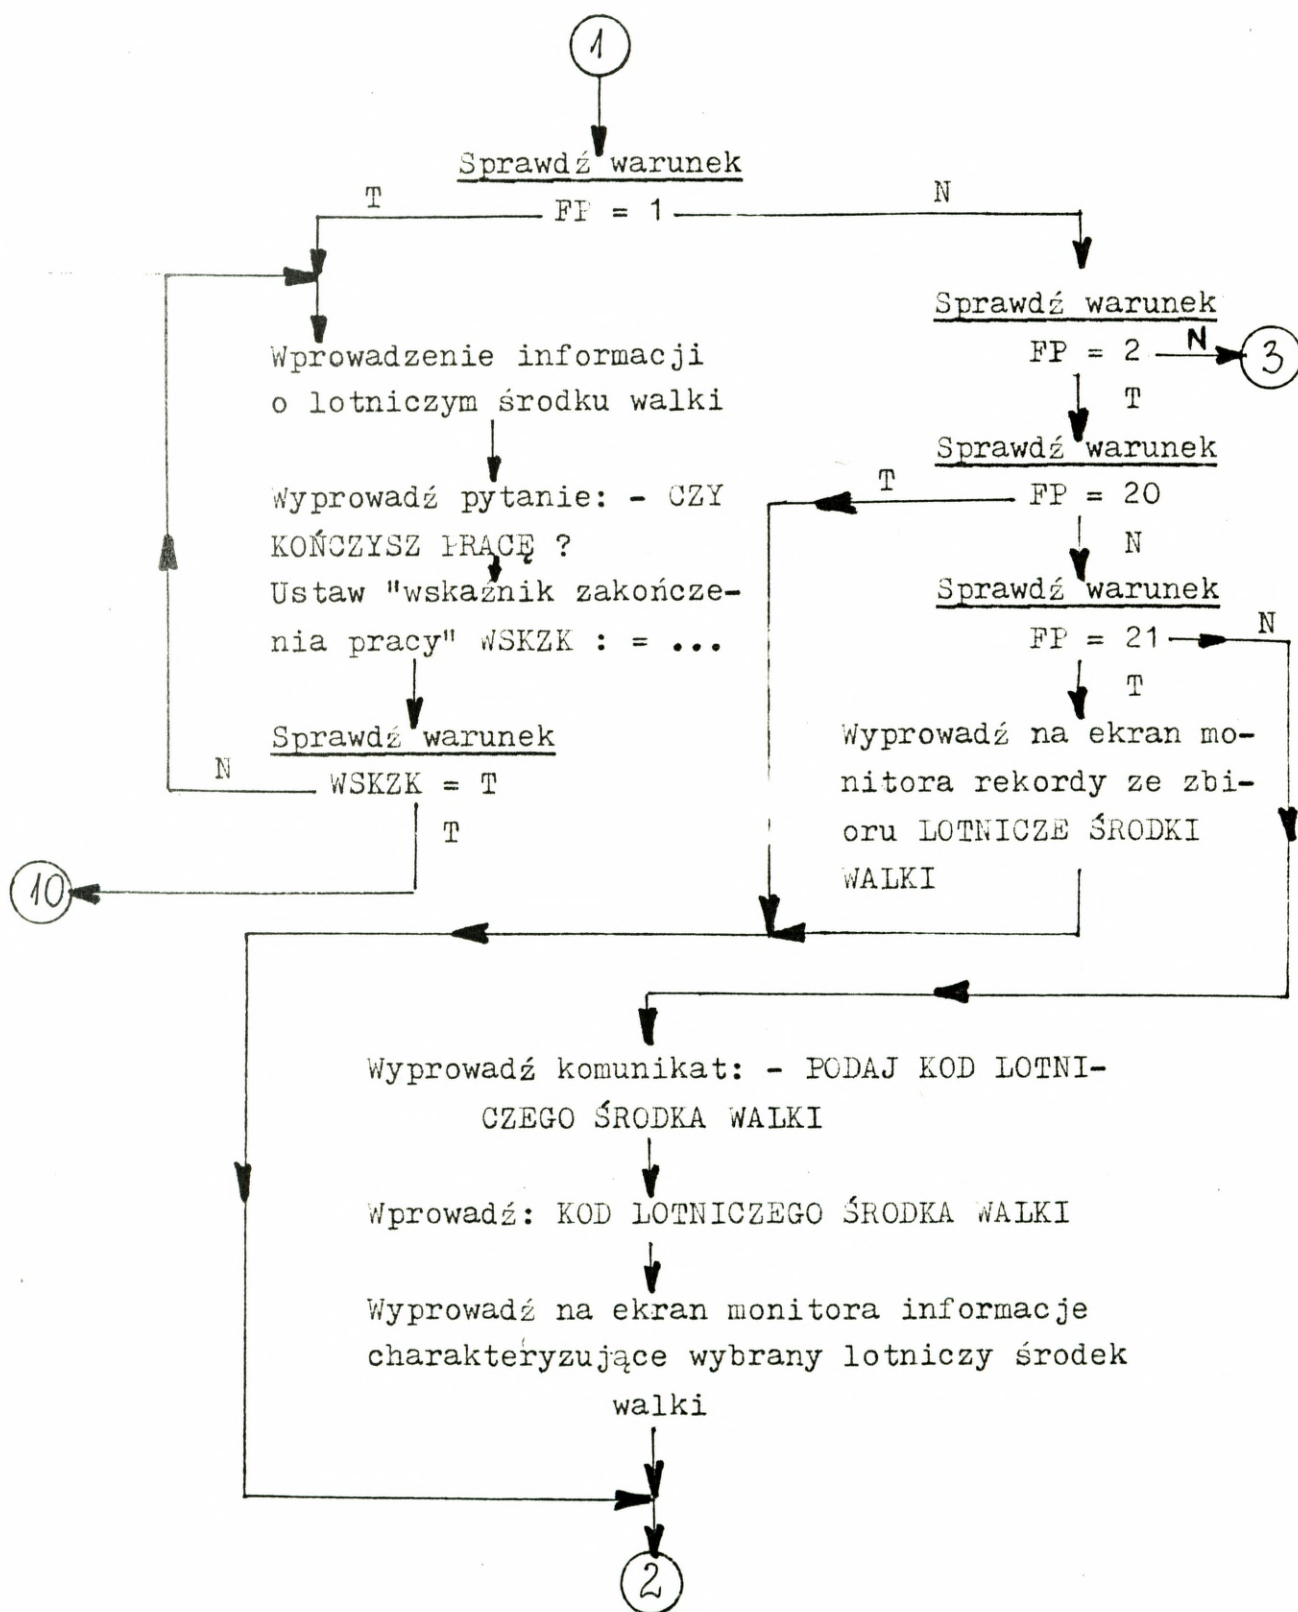 1
Sprawdź warunek
T
FP = 1
N
Wprowadzenie informacji
o lotniczym środku walki
Wyprowadź pytanie: - CZY
KOŃCZYSZ PRACĘ ?
Ustaw "wskaźnik zakończe-
nia pracy" WSKZK : = ...
Sprawdź warunek
N
WSKZK = T
T
10
Sprawdź warunek
FP = 2
N
3
T
Sprawdź warunek
T
FP = 20
N
Sprawdź warunek
FP = 21
N
T
Wyprowadź na ekran mo-
nitora rekordy ze zbi-
oru LOTNICZE ŚRODKI
WALKI
Wyprowadź komunikat: - PODAJ KOD LOTNI-
CZEGO ŚRODKA WALKI
Wprowadź: KOD LOTNICZEGO ŚRODKA WALKI
Wyprowadź na ekran monitora informacje
charakteryzujące wybrany lotniczy środek
walki
2